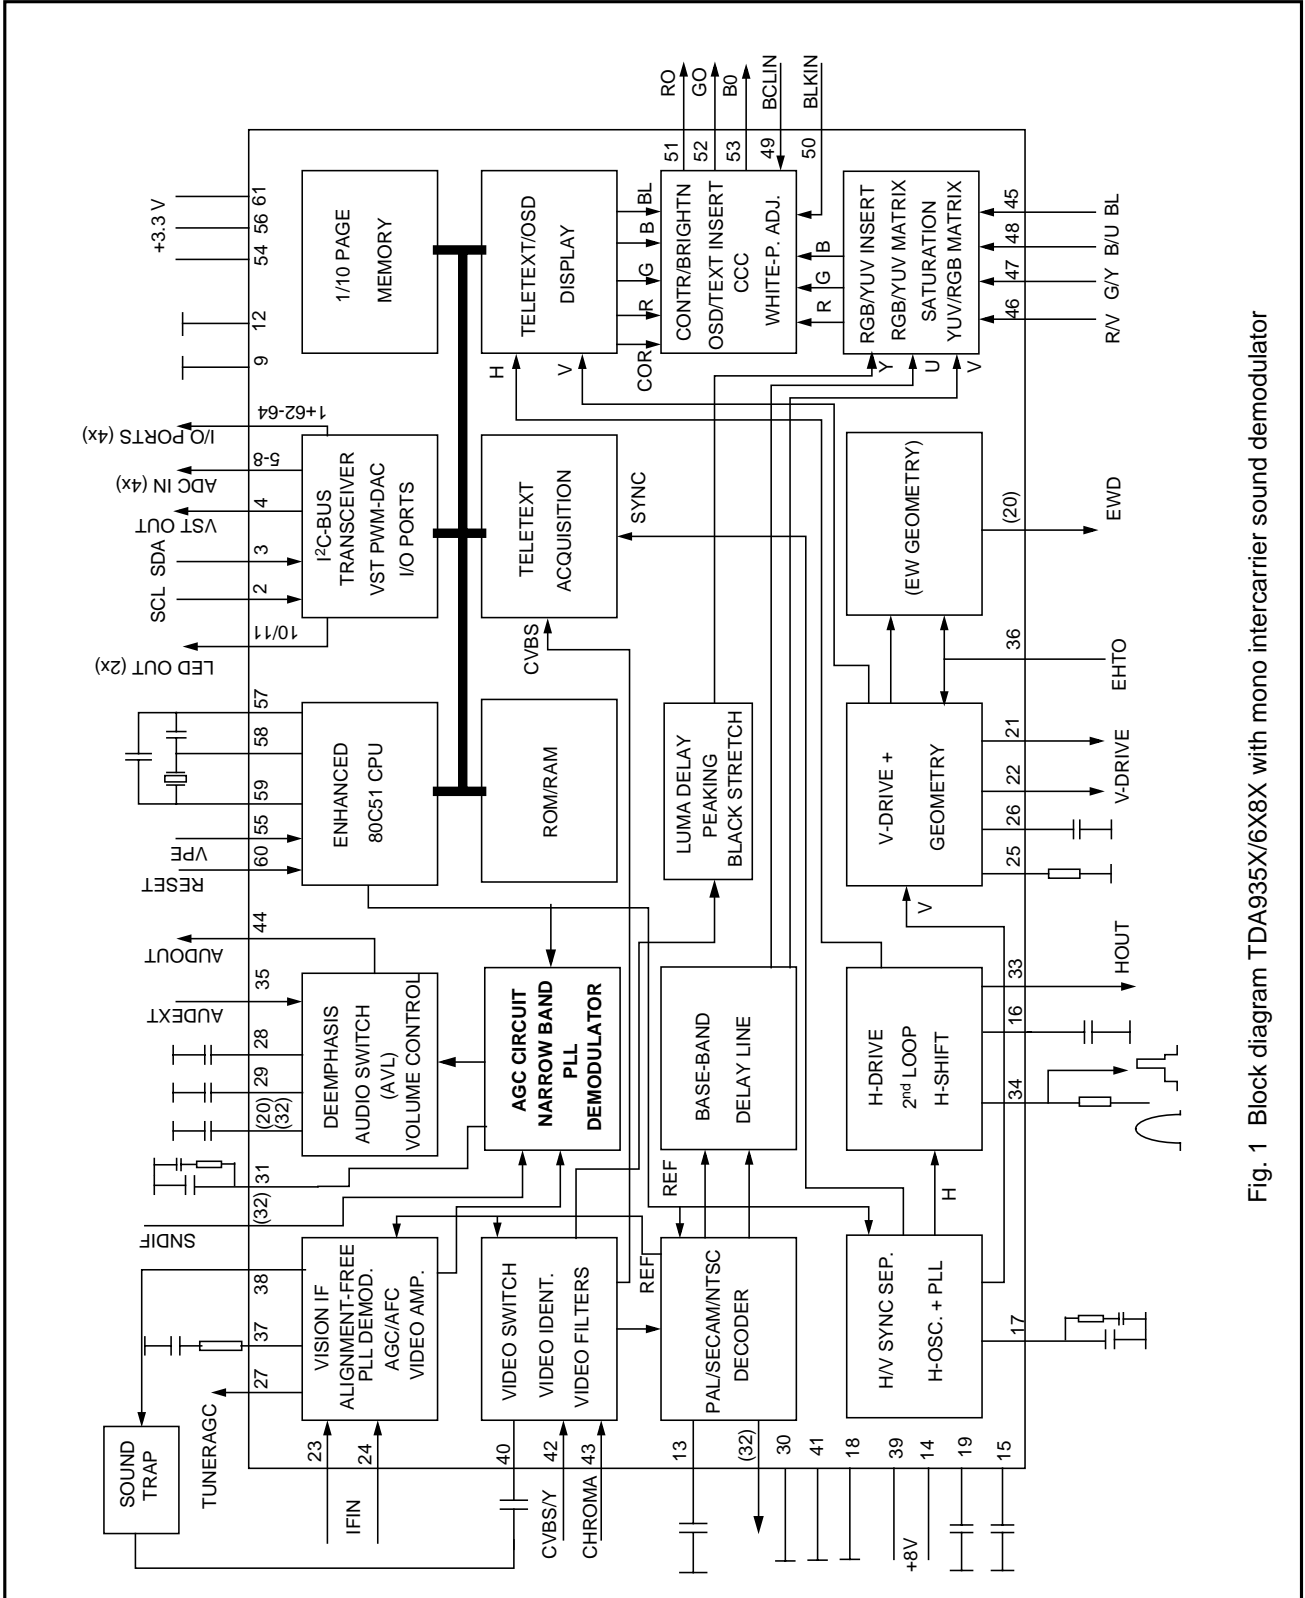 +3.3 V
54
56
61
12
9
I/O PORTS (4x)
1+62-64
ADC IN (4x)
5-8
VST OUT
4
SDA
3
SCL
2
LED OUT (2x)
10/11
57
58
59
VPE
55
RESET
60
AUDOUT
44
AUDEXT
35
28
29
(20)
(32)
31
SNDIF
(32)
38
37
TUNERAGC
27
SOUND
TRAP
IFIN
23
24
VISION IF
ALIGNMENT-FREE
PLL DEMOD.
AGC/AFC
VIDEO AMP.
DEEMPHASIS
AUDIO SWITCH
(AVL)
VOLUME CONTROL
ENHANCED
80C51 CPU
I2C-BUS
TRANSCEIVER
VST PWM-DAC
I/O PORTS
1/10 PAGE
MEMORY
40
CVBS/Y
42
CHROMA
43
VIDEO SWITCH
VIDEO IDENT.
VIDEO FILTERS
AGC CIRCUIT
NARROW BAND
PLL
DEMODULATOR
ROM/RAM
CVBS
TELETEXT
ACQUISITION
SYNC
H
V
TELETEXT/OSD
DISPLAY
COR
R
G
B
BL
13
(32)
REF
PAL/SECAM/NTSC
DECODER
REF
BASE-BAND
DELAY LINE
LUMA DELAY
PEAKING
BLACK STRETCH
CONTR/BRIGHTN
OSD/TEXT INSERT
CCC
WHITE-P. ADJ.
51
RO
52
GO
53
B0
49
BCLIN
50
BLKIN
R
G
B
Y
U
V
RGB/YUV INSERT
RGB/YUV MATRIX
SATURATION
YUV/RGB MATRIX
46
47
48
45
R/V
G/Y
B/U
BL
30
41
18
39
+8V
14
19
15
H/V SYNC SEP.
H-OSC. + PLL
17
H
H-DRIVE
2nd LOOP
H-SHIFT
34
16
33
HOUT
V
V-DRIVE +
GEOMETRY
25
26
22
21
V-DRIVE
36
EHTO
(EW GEOMETRY)
(20)
EWD
Fig. 1 Block diagram TDA935X/6X8X with mono intercarrier sound demodulator